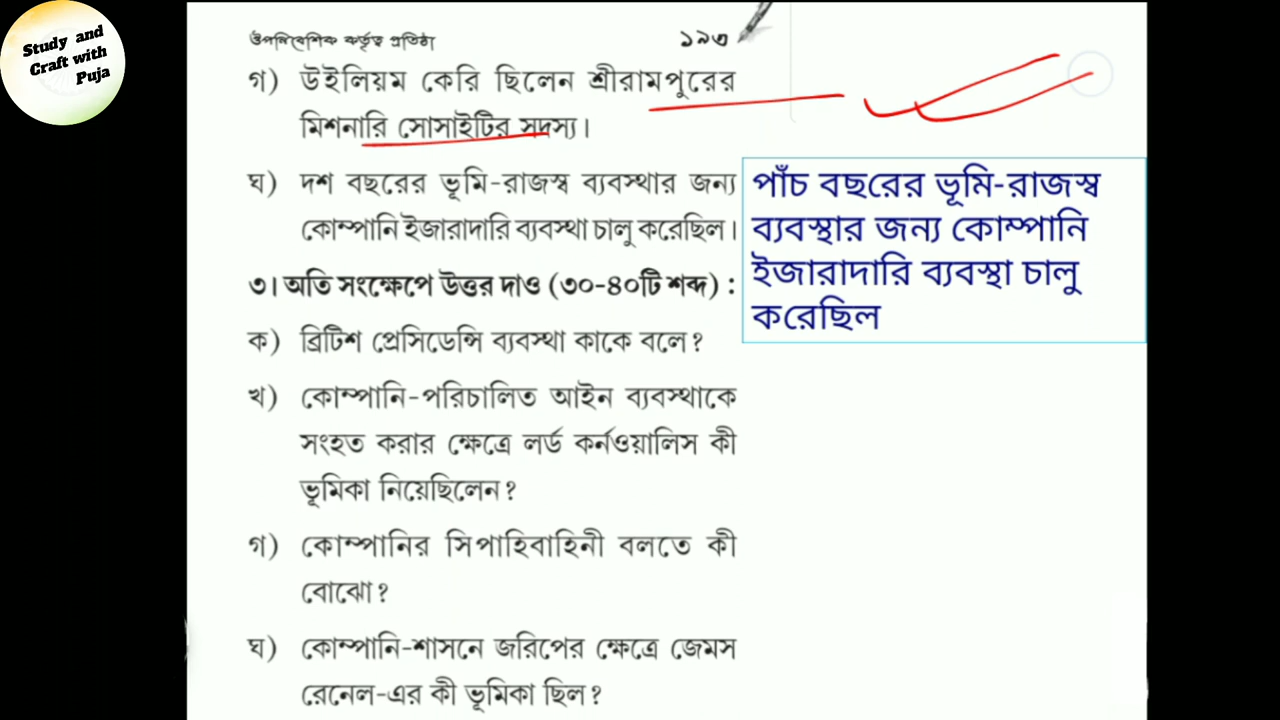 Study and
Craft with
Puja
ঔপনিবেশিক কর্তৃত্ব প্রতিষ্ঠা ১৯৩
গ) উইলিয়ম কেরি ছিলেন শ্রীরামপুরের
মিশনারি সোসাইটির সদস্য।
ঘ) দশ বছরের ভূমি-রাজস্ব ব্যবস্থার জন্য
কোম্পানি ইজারাদারি ব্যবস্থা চালু করেছিল।
পাঁচ বছরের ভূমি-রাজস্ব
ব্যবস্থার জন্য কোম্পানি
ইজারাদারি ব্যবস্থা চালু
করেছিল
৩। অতি সংক্ষেপে উত্তর দাও (৩০-৪০টি শব্দ) :
ক) ব্রিটিশ প্রেসিডেন্সি ব্যবস্থা কাকে বলে?
খ) কোম্পানি-পরিচালিত আইন ব্যবস্থাকে
সংহত করার ক্ষেত্রে লর্ড কর্নওয়ালিস কী
ভূমিকা নিয়েছিলেন?
গ) কোম্পানির সিপাহিবাহিনী বলতে কী
বোঝো?
ঘ) কোম্পানি-শাসনে জরিপের ক্ষেত্রে জেমস
রেনেল-এর কী ভূমিকা ছিল?